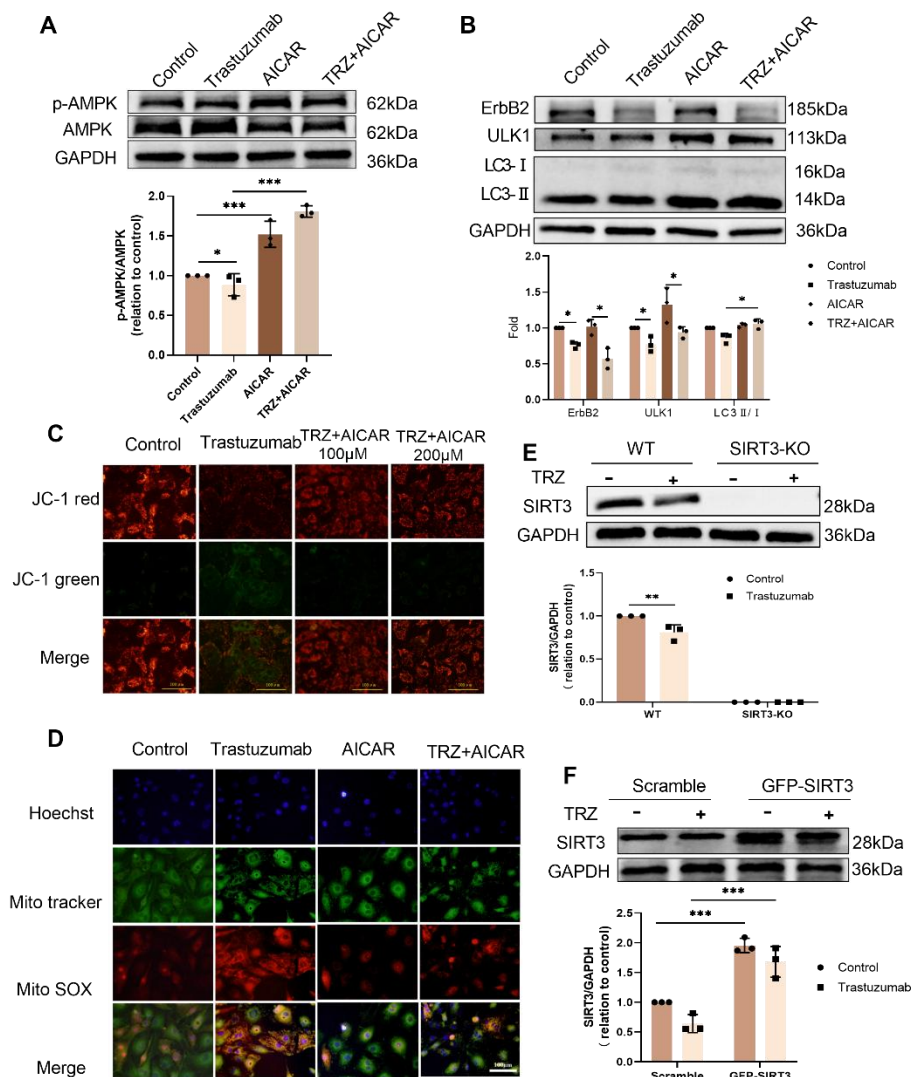 A
Control
Trastuzumab
AICAR
TRZ+AICAR
p-AMPK 62kDa
AMPK 62kDa
GAPDH 36kDa
p-AMPK/AMPK
(relation to control)
2.0
1.5
1.0
0.5
0.0
***
***
*
Control
Trastuzumab
AICAR
TRZ+AICAR
B
Control
Trastuzumab
AICAR
TRZ+AICAR
ErbB2 185kDa
ULK1 113kDa
LC3-Ⅰ 16kDa
LC3-Ⅱ 14kDa
GAPDH 36kDa
Fold
2.0
1.5
1.0
0.5
0.0
* * * * *
ErbB2 ULK1 LC3 Ⅱ/Ⅰ
Control
Trastuzumab
AICAR
TRZ+AICAR
C
Control Trastuzumab TRZ+AICAR 100μM TRZ+AICAR 200μM
JC-1 red
JC-1 green
Merge
D
Control Trastuzumab AICAR TRZ+AICAR
Hoechst
Mito tracker
Mito SOX
Merge
100μm
E
WT SIRT3-KO
TRZ - + - +
SIRT3 28kDa
GAPDH 36kDa
SIRT3/GAPDH
( relation to control)
1.5
1.0
0.5
0.0
**
WT SIRT3-KO
Control
Trastuzumab
F
Scramble GFP-SIRT3
TRZ - + - +
SIRT3 28kDa
GAPDH 36kDa
SIRT3/GAPDH
( relation to control)
2.5
2.0
1.5
1.0
0.5
0.0
***
***
Scramble GFP-SIRT3
Control
Trastuzumab